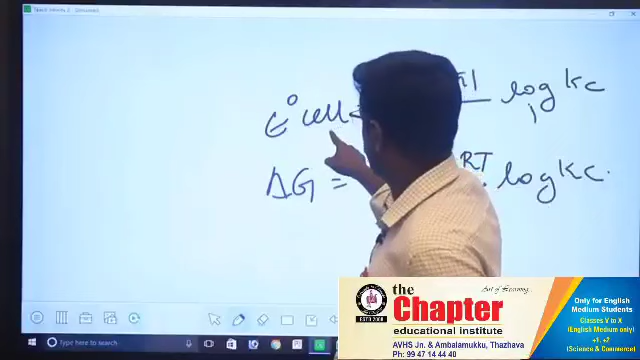 E° cell = RT log Kc
ΔG = RT log Kc.
Type here to search
the
Chapter
Art of Learning
educational institute
AVHS Jn. & Ambalamukku, Thazhava
Ph: 99 47 14 44 40
ESTD 2008
Only for English
Medium Students
Classes V to X
(English Medium only)
+1, +2
(Science & Commerce)